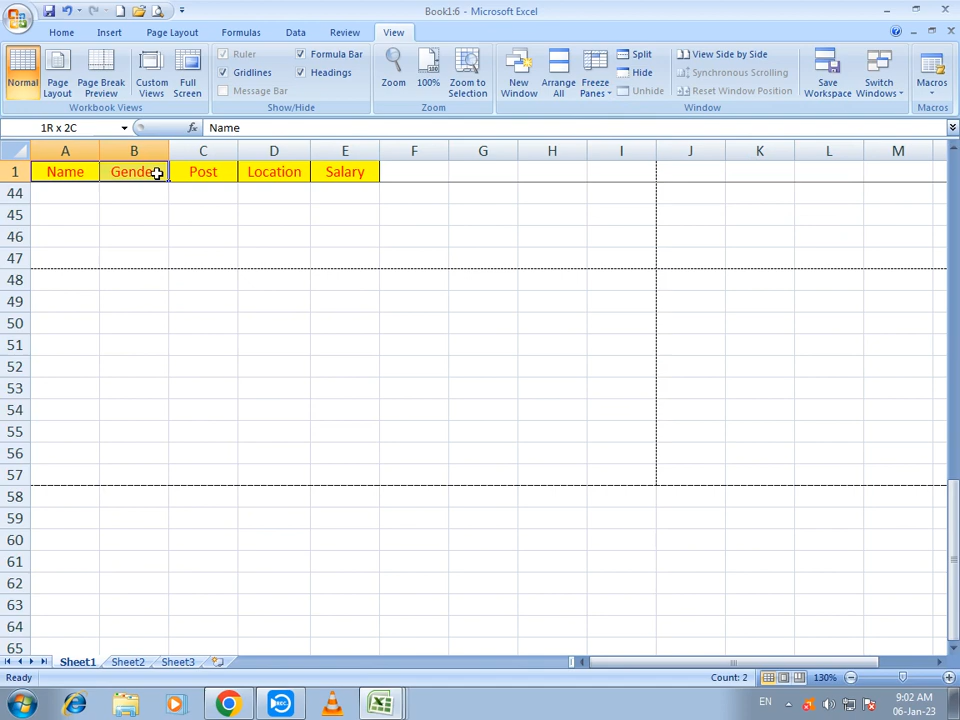 Book1:6 - Microsoft Excel
Home Insert Page Layout Formulas Data Review View
Ruler Formula Bar
Gridlines Headings
Message Bar
Normal Page Layout Page Break Preview Custom Views Full Screen
Workbook Views
Show/Hide
Zoom 100% Zoom to Selection
Zoom
New Window Arrange All Freeze Panes
Split
Hide
Unhide
View Side by Side
Synchronous Scrolling
Reset Window Position
Window
Save Workspace Switch Windows
Macros
Macros
1R x 2C fx Name
A B C D E F G H I J K L M
1 Name Gende Post Location Salary
44
45
46
47
48
49
50
51
52
53
54
55
56
57
58
59
60
61
62
63
64
65
Sheet1 Sheet2 Sheet3
Ready Count: 2 130%
REC
EN 9:02 AM
06-Jan-23